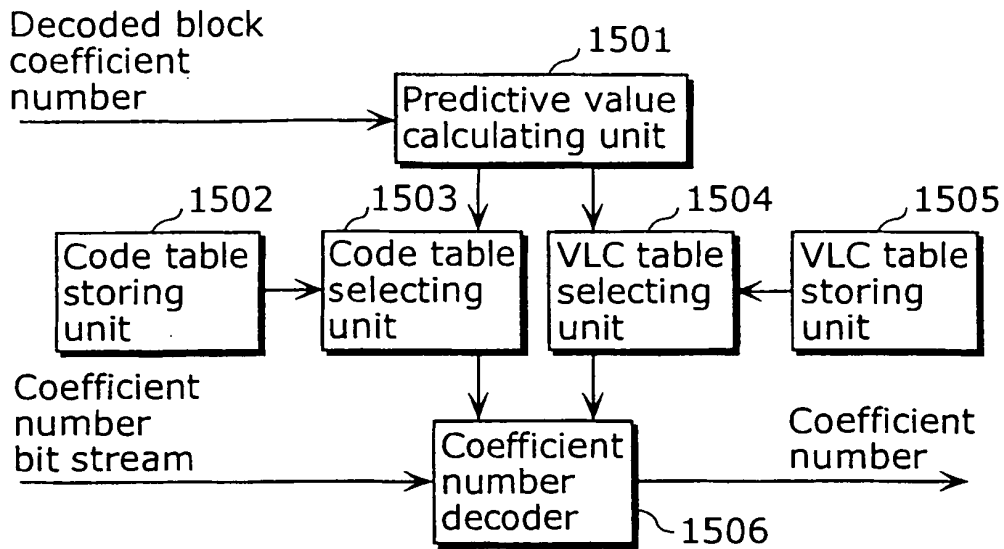 Decoded block
coefficient
number
1501
Predictive value
calculating unit
1502
Code table
storing
unit
1503
Code table
selecting
unit
1504
VLC table
selecting
unit
1505
VLC table
storing
unit
Coefficient
number
bit stream
Coefficient
number
decoder
1506
Coefficient
number